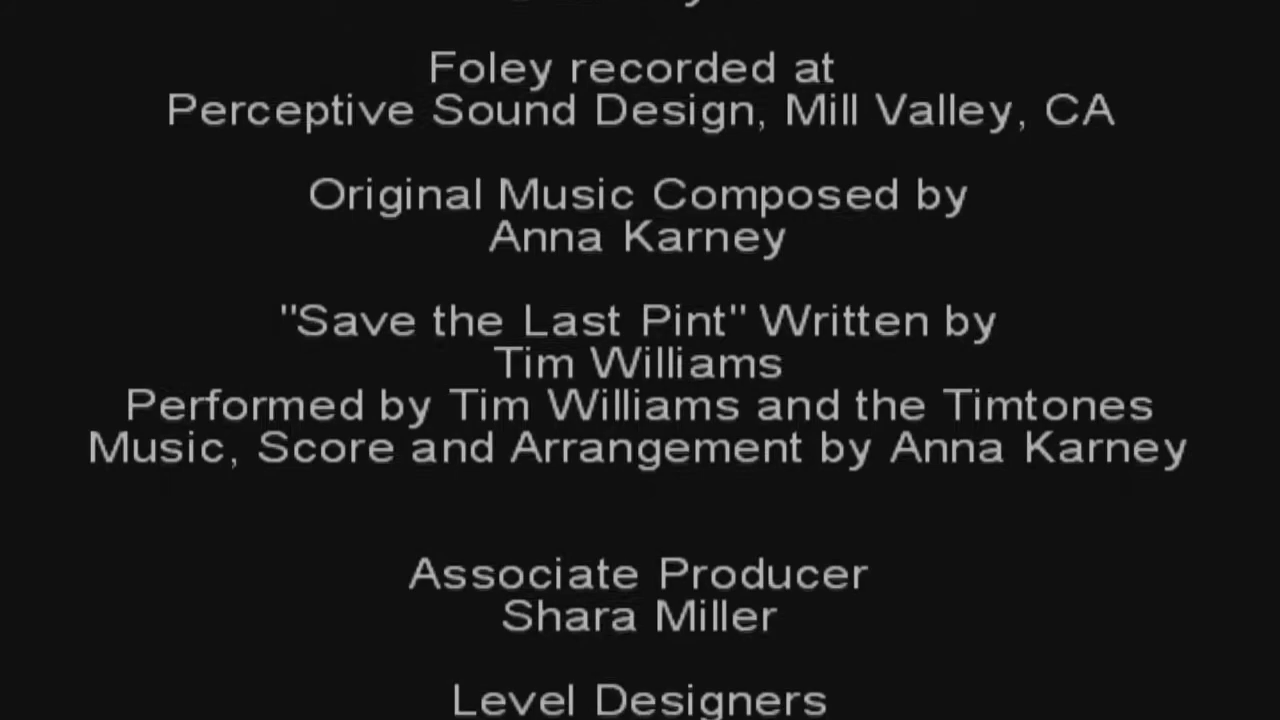 Foley recorded at
Perceptive Sound Design, Mill Valley, CA
Original Music Composed by
Anna Karney
"Save the Last Pint" Written by
Tim Williams
Performed by Tim Williams and the Timtones
Music, Score and Arrangement by Anna Karney
Associate Producer
Shara Miller
Level Designers